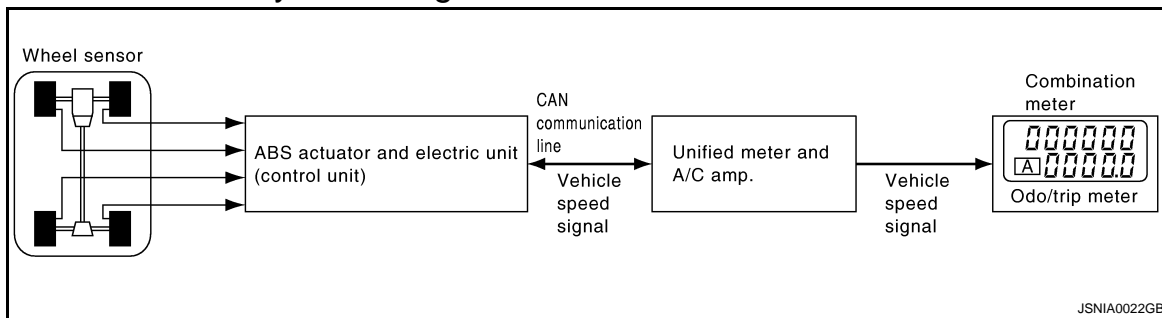 Wheel sensor
ABS actuator and electric unit
(control unit)
CAN
communication
line
Vehicle
speed
signal
Unified meter and
A/C amp.
Vehicle
speed
signal
Combination
meter
000000
A 0000.0
Odo/trip meter
JSNIA0022GB